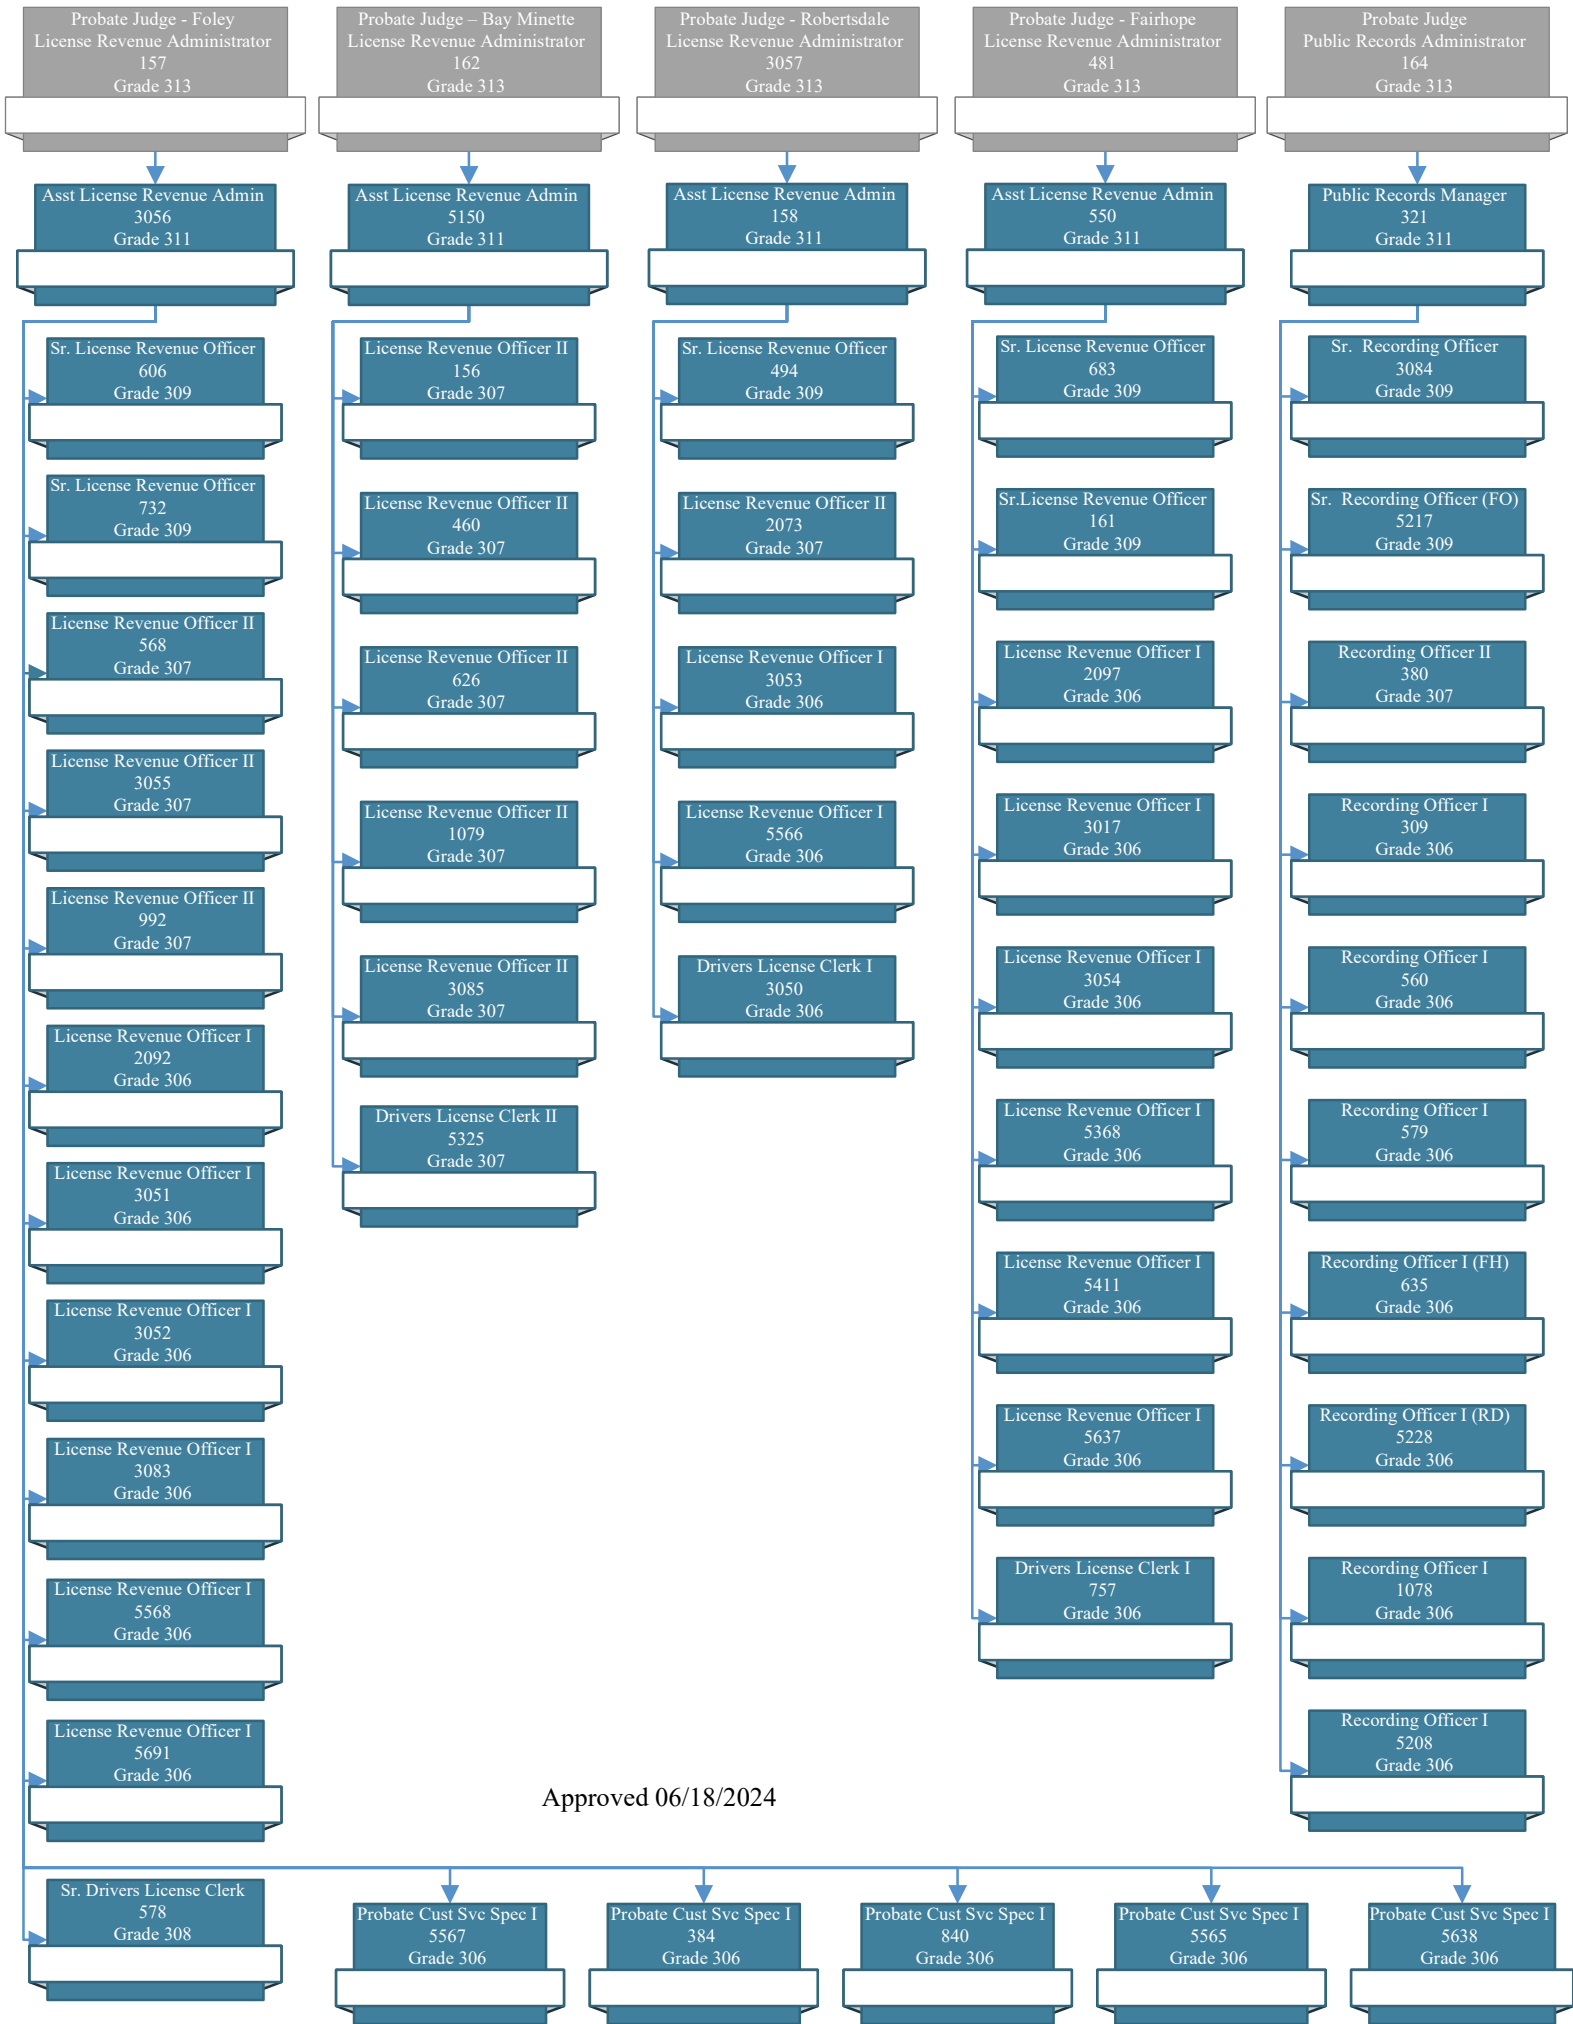 Probate Judge - Foley
License Revenue Administrator
157
Grade 313
Asst License Revenue Admin
3056
Grade 311
Sr. License Revenue Officer
606
Grade 309
Sr. License Revenue Officer
732
Grade 309
License Revenue Officer II
568
Grade 307
License Revenue Officer II
3055
Grade 307
License Revenue Officer II
992
Grade 307
License Revenue Officer I
2092
Grade 306
License Revenue Officer I
3051
Grade 306
License Revenue Officer I
3052
Grade 306
License Revenue Officer I
3083
Grade 306
License Revenue Officer I
5568
Grade 306
License Revenue Officer I
5691
Grade 306
Sr. Drivers License Clerk
578
Grade 308
Probate Cust Svc Spec I
5567
Grade 306
Probate Cust Svc Spec I
384
Grade 306
Probate Cust Svc Spec I
840
Grade 306
Probate Cust Svc Spec I
5565
Grade 306
Probate Cust Svc Spec I
5638
Grade 306
Probate Judge – Bay Minette
License Revenue Administrator
162
Grade 313
Asst License Revenue Admin
5150
Grade 311
License Revenue Officer II
156
Grade 307
License Revenue Officer II
460
Grade 307
License Revenue Officer II
626
Grade 307
License Revenue Officer II
1079
Grade 307
License Revenue Officer II
3085
Grade 307
Drivers License Clerk II
5325
Grade 307
Probate Judge - Robertsdale
License Revenue Administrator
3057
Grade 313
Asst License Revenue Admin
158
Grade 311
Sr. License Revenue Officer
494
Grade 309
License Revenue Officer II
2073
Grade 307
License Revenue Officer I
3053
Grade 306
License Revenue Officer I
5566
Grade 306
Drivers License Clerk I
3050
Grade 306
Probate Judge - Fairhope
License Revenue Administrator
481
Grade 313
Asst License Revenue Admin
550
Grade 311
Sr. License Revenue Officer
683
Grade 309
Sr.License Revenue Officer
161
Grade 309
License Revenue Officer I
2097
Grade 306
License Revenue Officer I
3017
Grade 306
License Revenue Officer I
3054
Grade 306
License Revenue Officer I
5368
Grade 306
License Revenue Officer I
5411
Grade 306
License Revenue Officer I
5637
Grade 306
Drivers License Clerk I
757
Grade 306
Probate Judge
Public Records Administrator
164
Grade 313
Public Records Manager
321
Grade 311
Sr. Recording Officer
3084
Grade 309
Sr. Recording Officer (FO)
5217
Grade 309
Recording Officer II
380
Grade 307
Recording Officer I
309
Grade 306
Recording Officer I
560
Grade 306
Recording Officer I
579
Grade 306
Recording Officer I (FH)
635
Grade 306
Recording Officer I (RD)
5228
Grade 306
Recording Officer I
1078
Grade 306
Recording Officer I
5208
Grade 306
Approved 06/18/2024